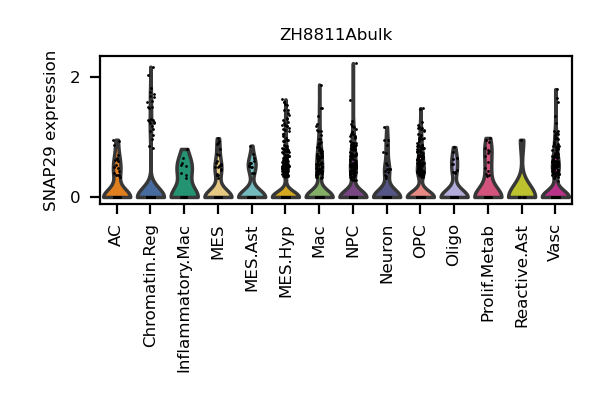 ZH8811Abulk
SNAP29 expression
2
0
AC
Chromatin.Reg
Inflammatory.Mac
MES
MES.Ast
MES.Hyp
Mac
NPC
Neuron
OPC
Oligo
Prolif.Metab
Reactive.Ast
Vasc